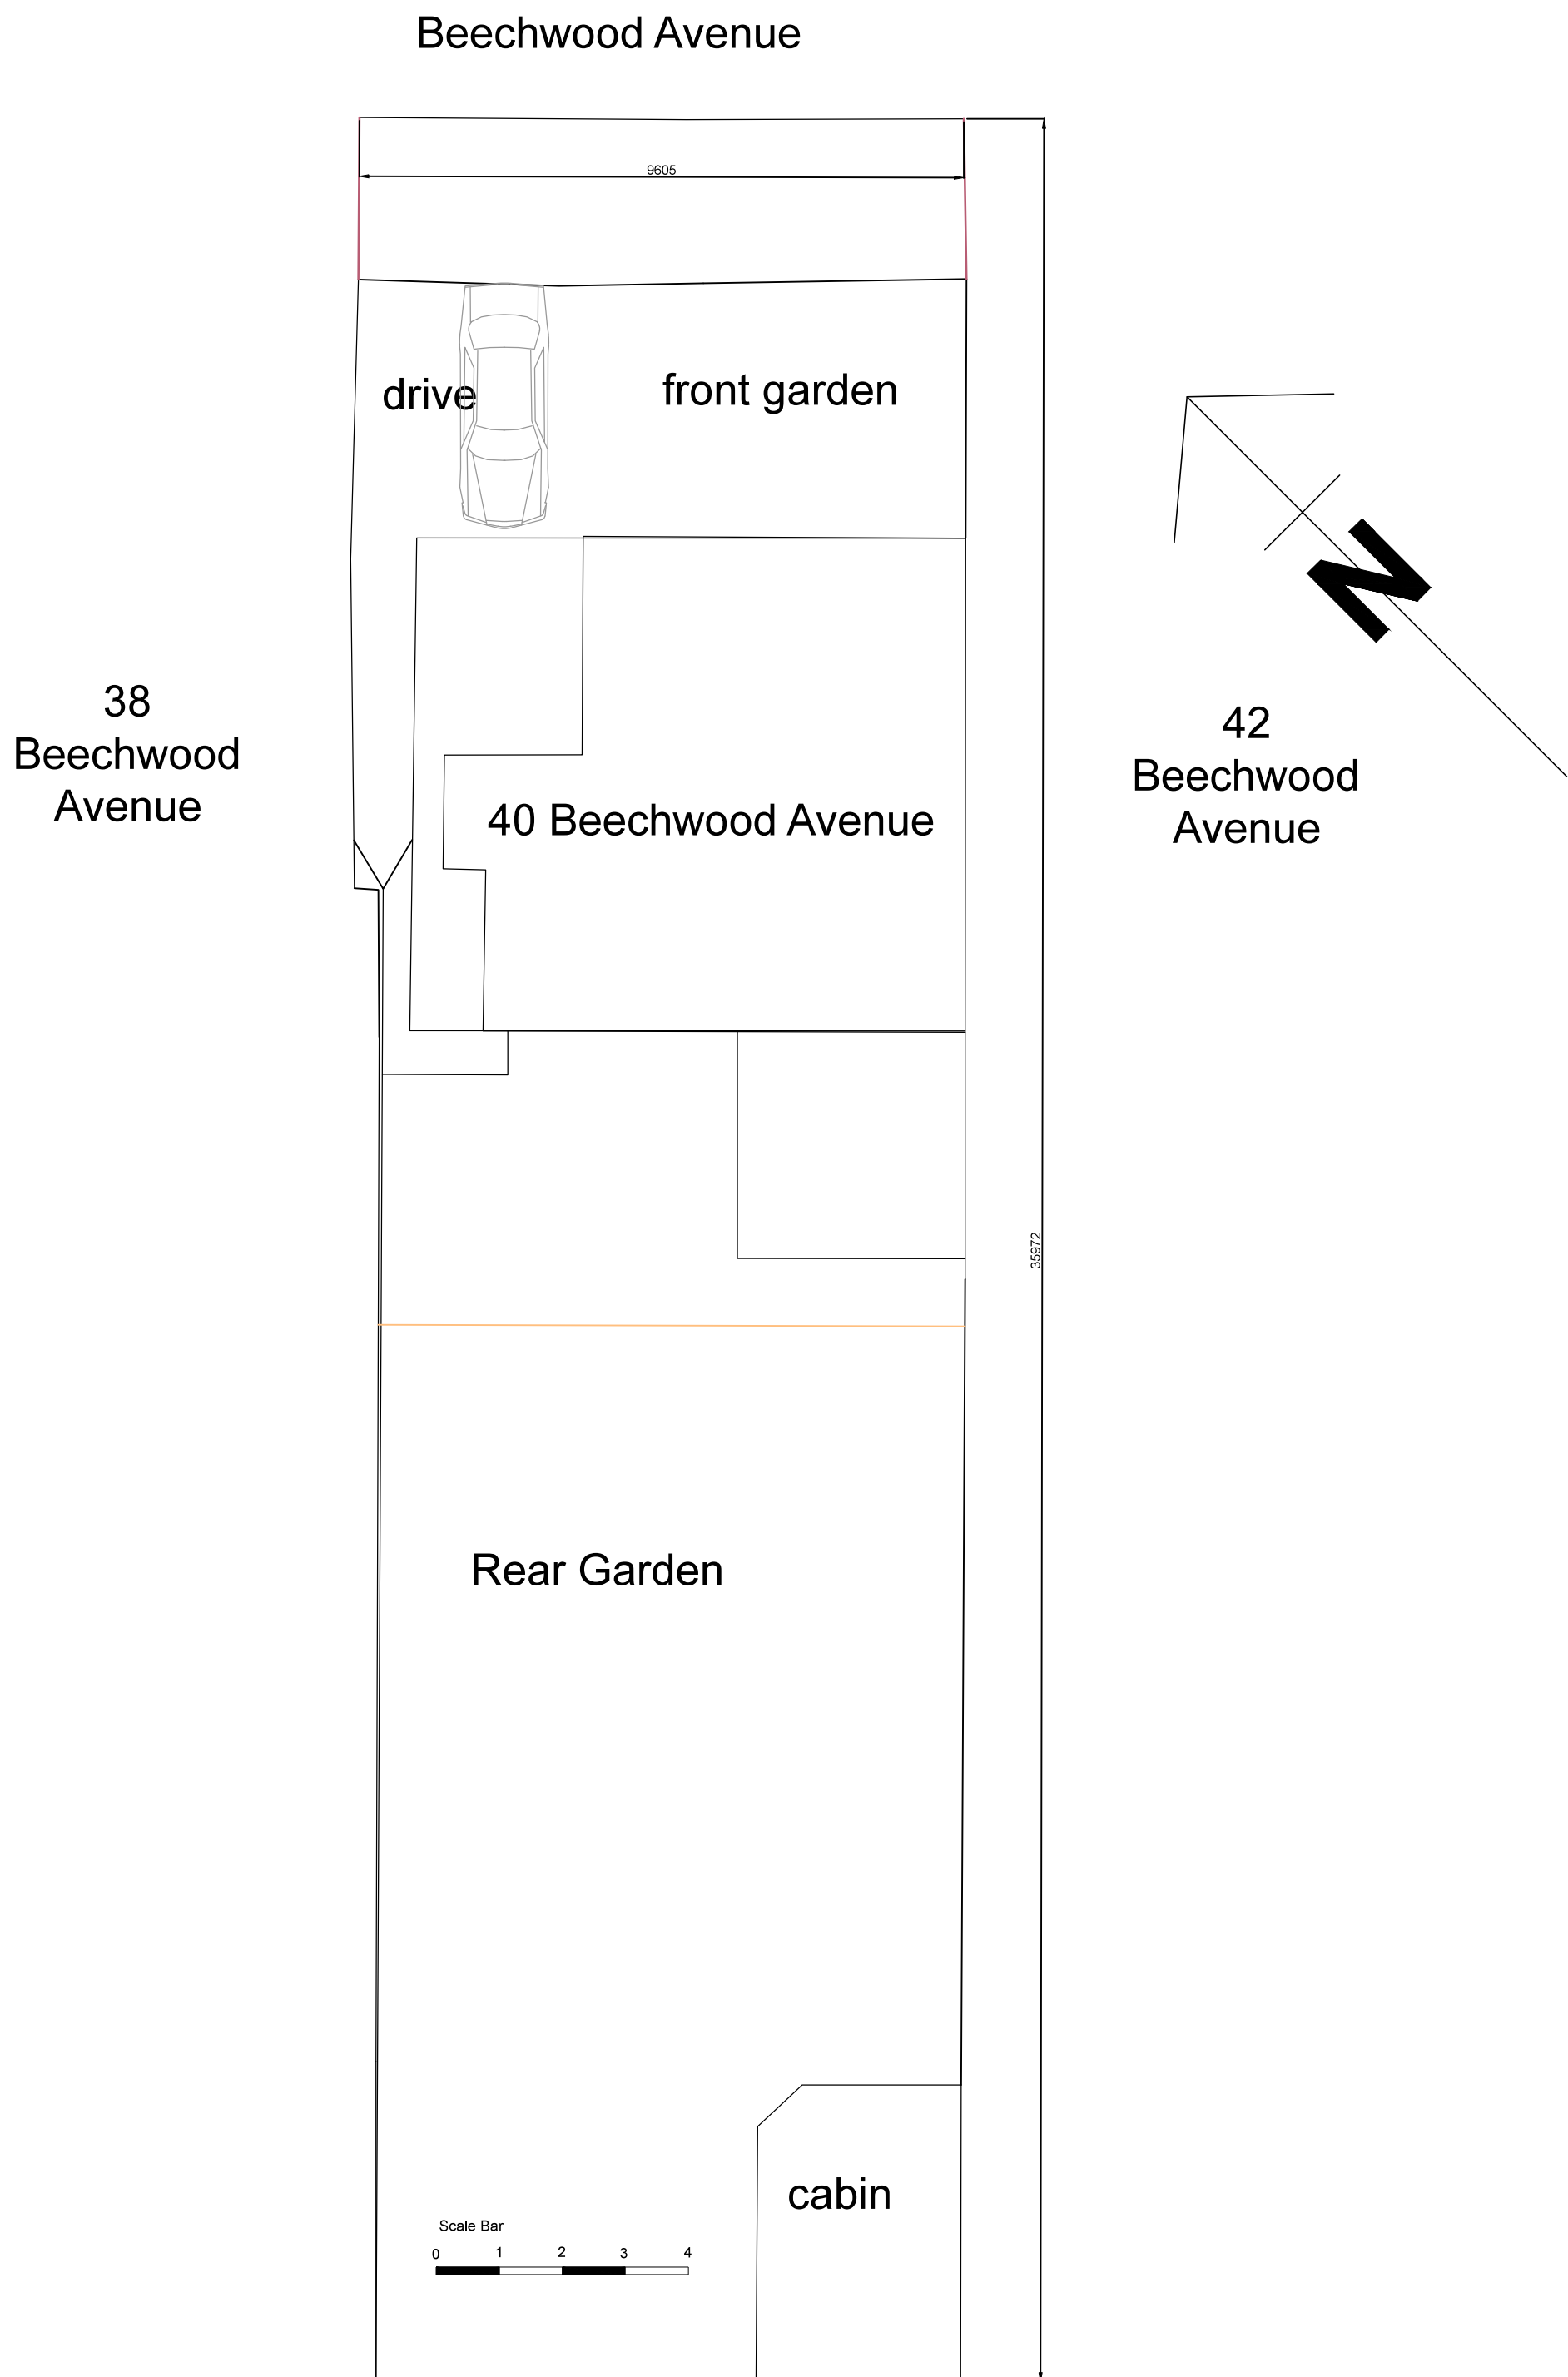 Beechwood Avenue
9605
drive
front garden
N
38
Beechwood
Avenue
42
Beechwood
Avenue
40 Beechwood Avenue
35972
Rear Garden
cabin
Scale Bar
0 1 2 3 4